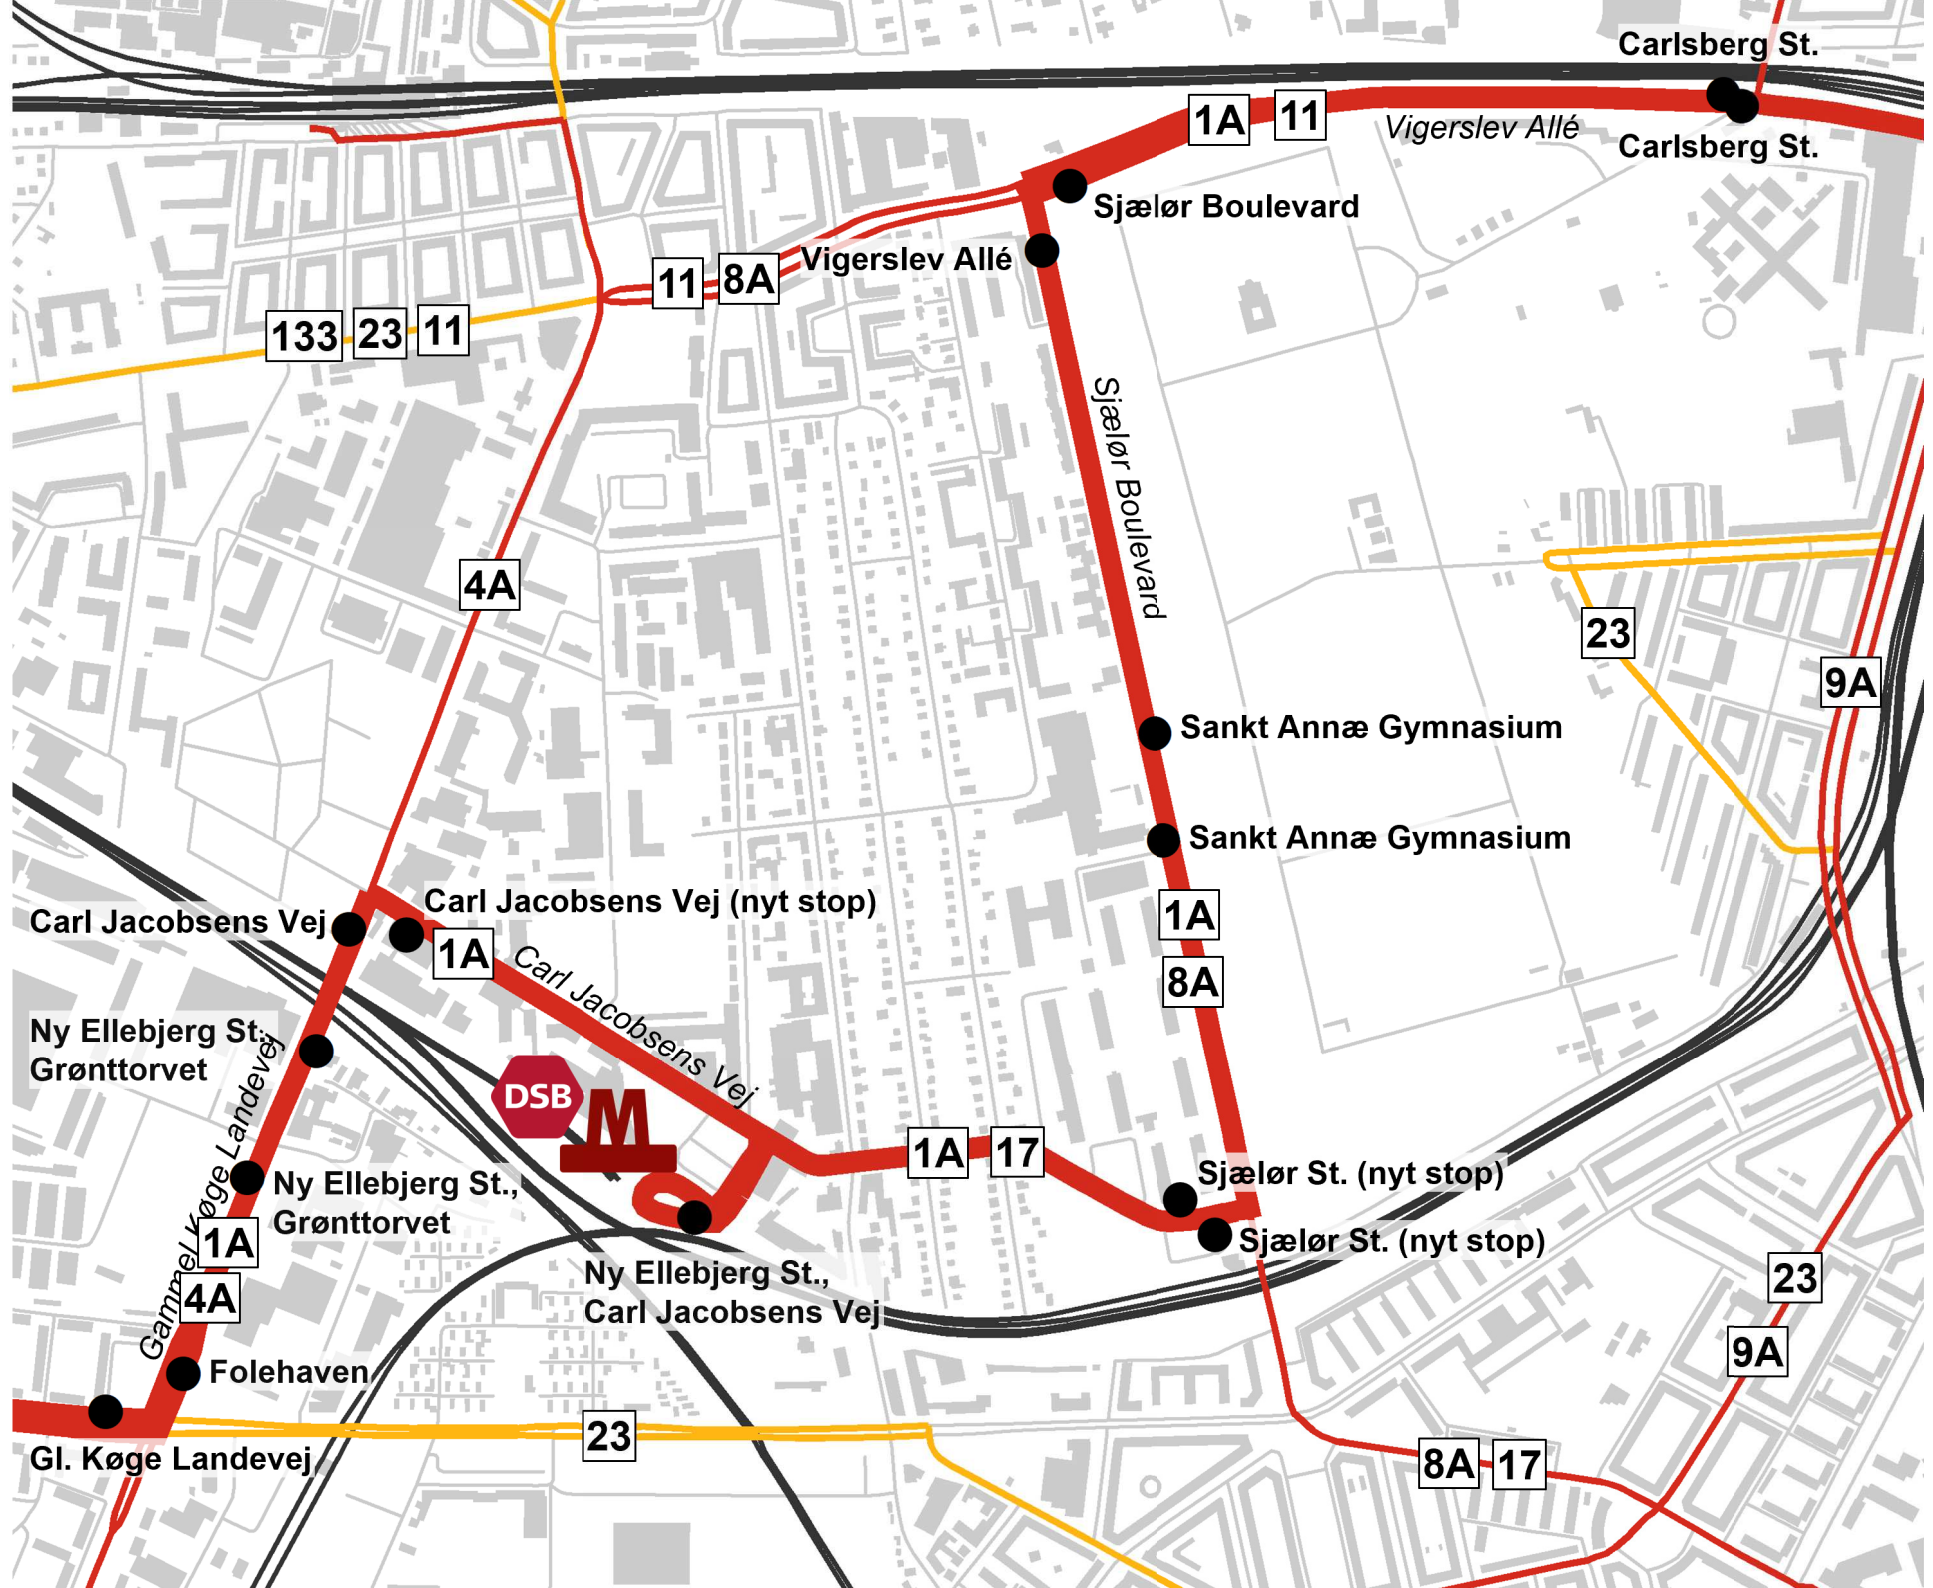 Carlsberg St.
1A
11
Vigerslev Allé
Carlsberg St.
Sjælør Boulevard
Vigerslev Allé
11
8A
133
23
11
Sjælør Boulevard
4A
23
9A
Sankt Annæ Gymnasium
Sankt Annæ Gymnasium
Carl Jacobsens Vej (nyt stop)
Carl Jacobsens Vej
1A
1A
Carl Jacobsens Vej
8A
Ny Ellebjerg St.,
Grønttorvet
Gammel Køge Landevej
DSB
M
1A
17
Sjælør St. (nyt stop)
Ny Ellebjerg St.,
Grønttorvet
Sjælør St. (nyt stop)
1A
4A
Ny Ellebjerg St.,
Carl Jacobsens Vej
23
9A
Folehaven
23
Gl. Køge Landevej
8A
17